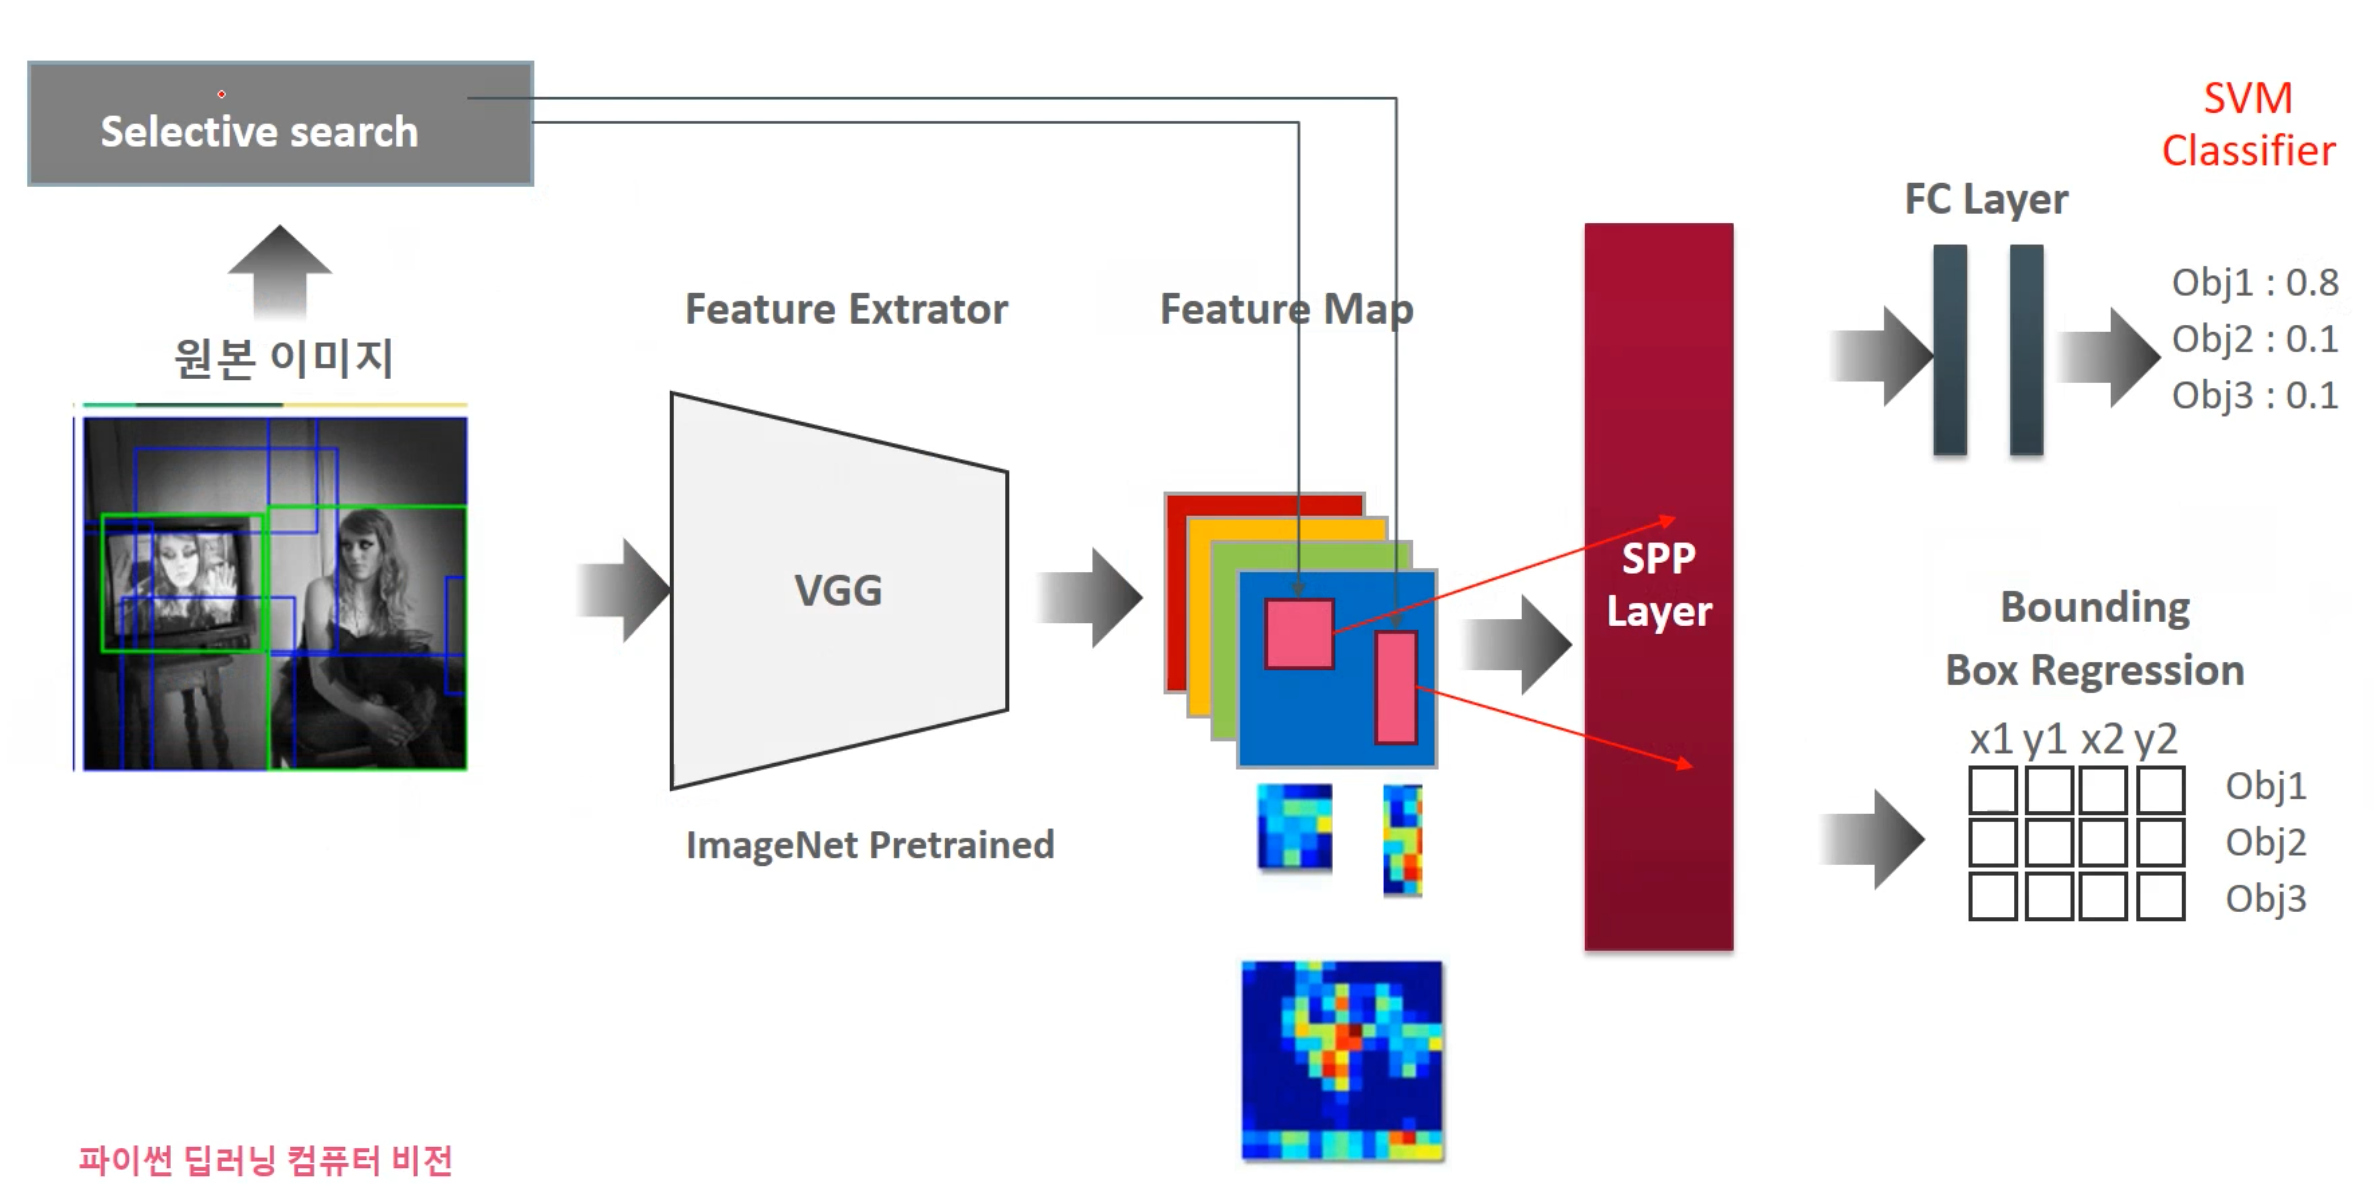 Selective search
원본 이미지
Feature Extrator
VGG
ImageNet Pretrained
Feature Map
SPP
Layer
SVM
Classifier
FC Layer
Obj1 : 0.8
Obj2 : 0.1
Obj3 : 0.1
Bounding
Box Regression
x1 y1 x2 y2
Obj1
Obj2
Obj3
파이썬 딥러닝 컴퓨터 비전